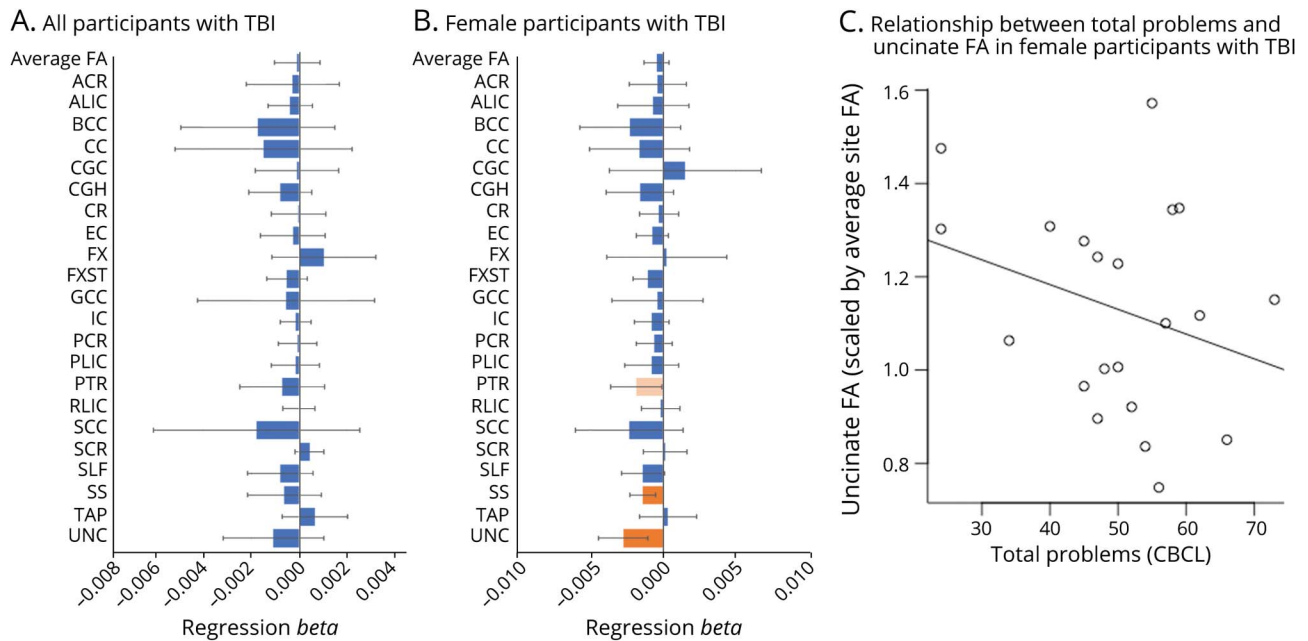 A. All participants with TBI
Average FA
ACR
ALIC
BCC
CC
CGC
CGH
CR
EC
FX
FXST
GCC
IC
PCR
PLIC
PTR
RLIC
SCC
SCR
SLF
SS
TAP
UNC
−0.008
−0.006
−0.004
−0.002
0.000
0.002
0.004
Regression beta
B. Female participants with TBI
Average FA
ACR
ALIC
BCC
CC
CGC
CGH
CR
EC
FX
FXST
GCC
IC
PCR
PLIC
PTR
RLIC
SCC
SCR
SLF
SS
TAP
UNC
−0.010
−0.005
0.000
0.005
0.010
Regression beta
C. Relationship between total problems and
uncinate FA in female participants with TBI
Uncinate FA (scaled by average site FA)
1.6
1.4
1.2
1.0
0.8
30
40
50
60
70
Total problems (CBCL)